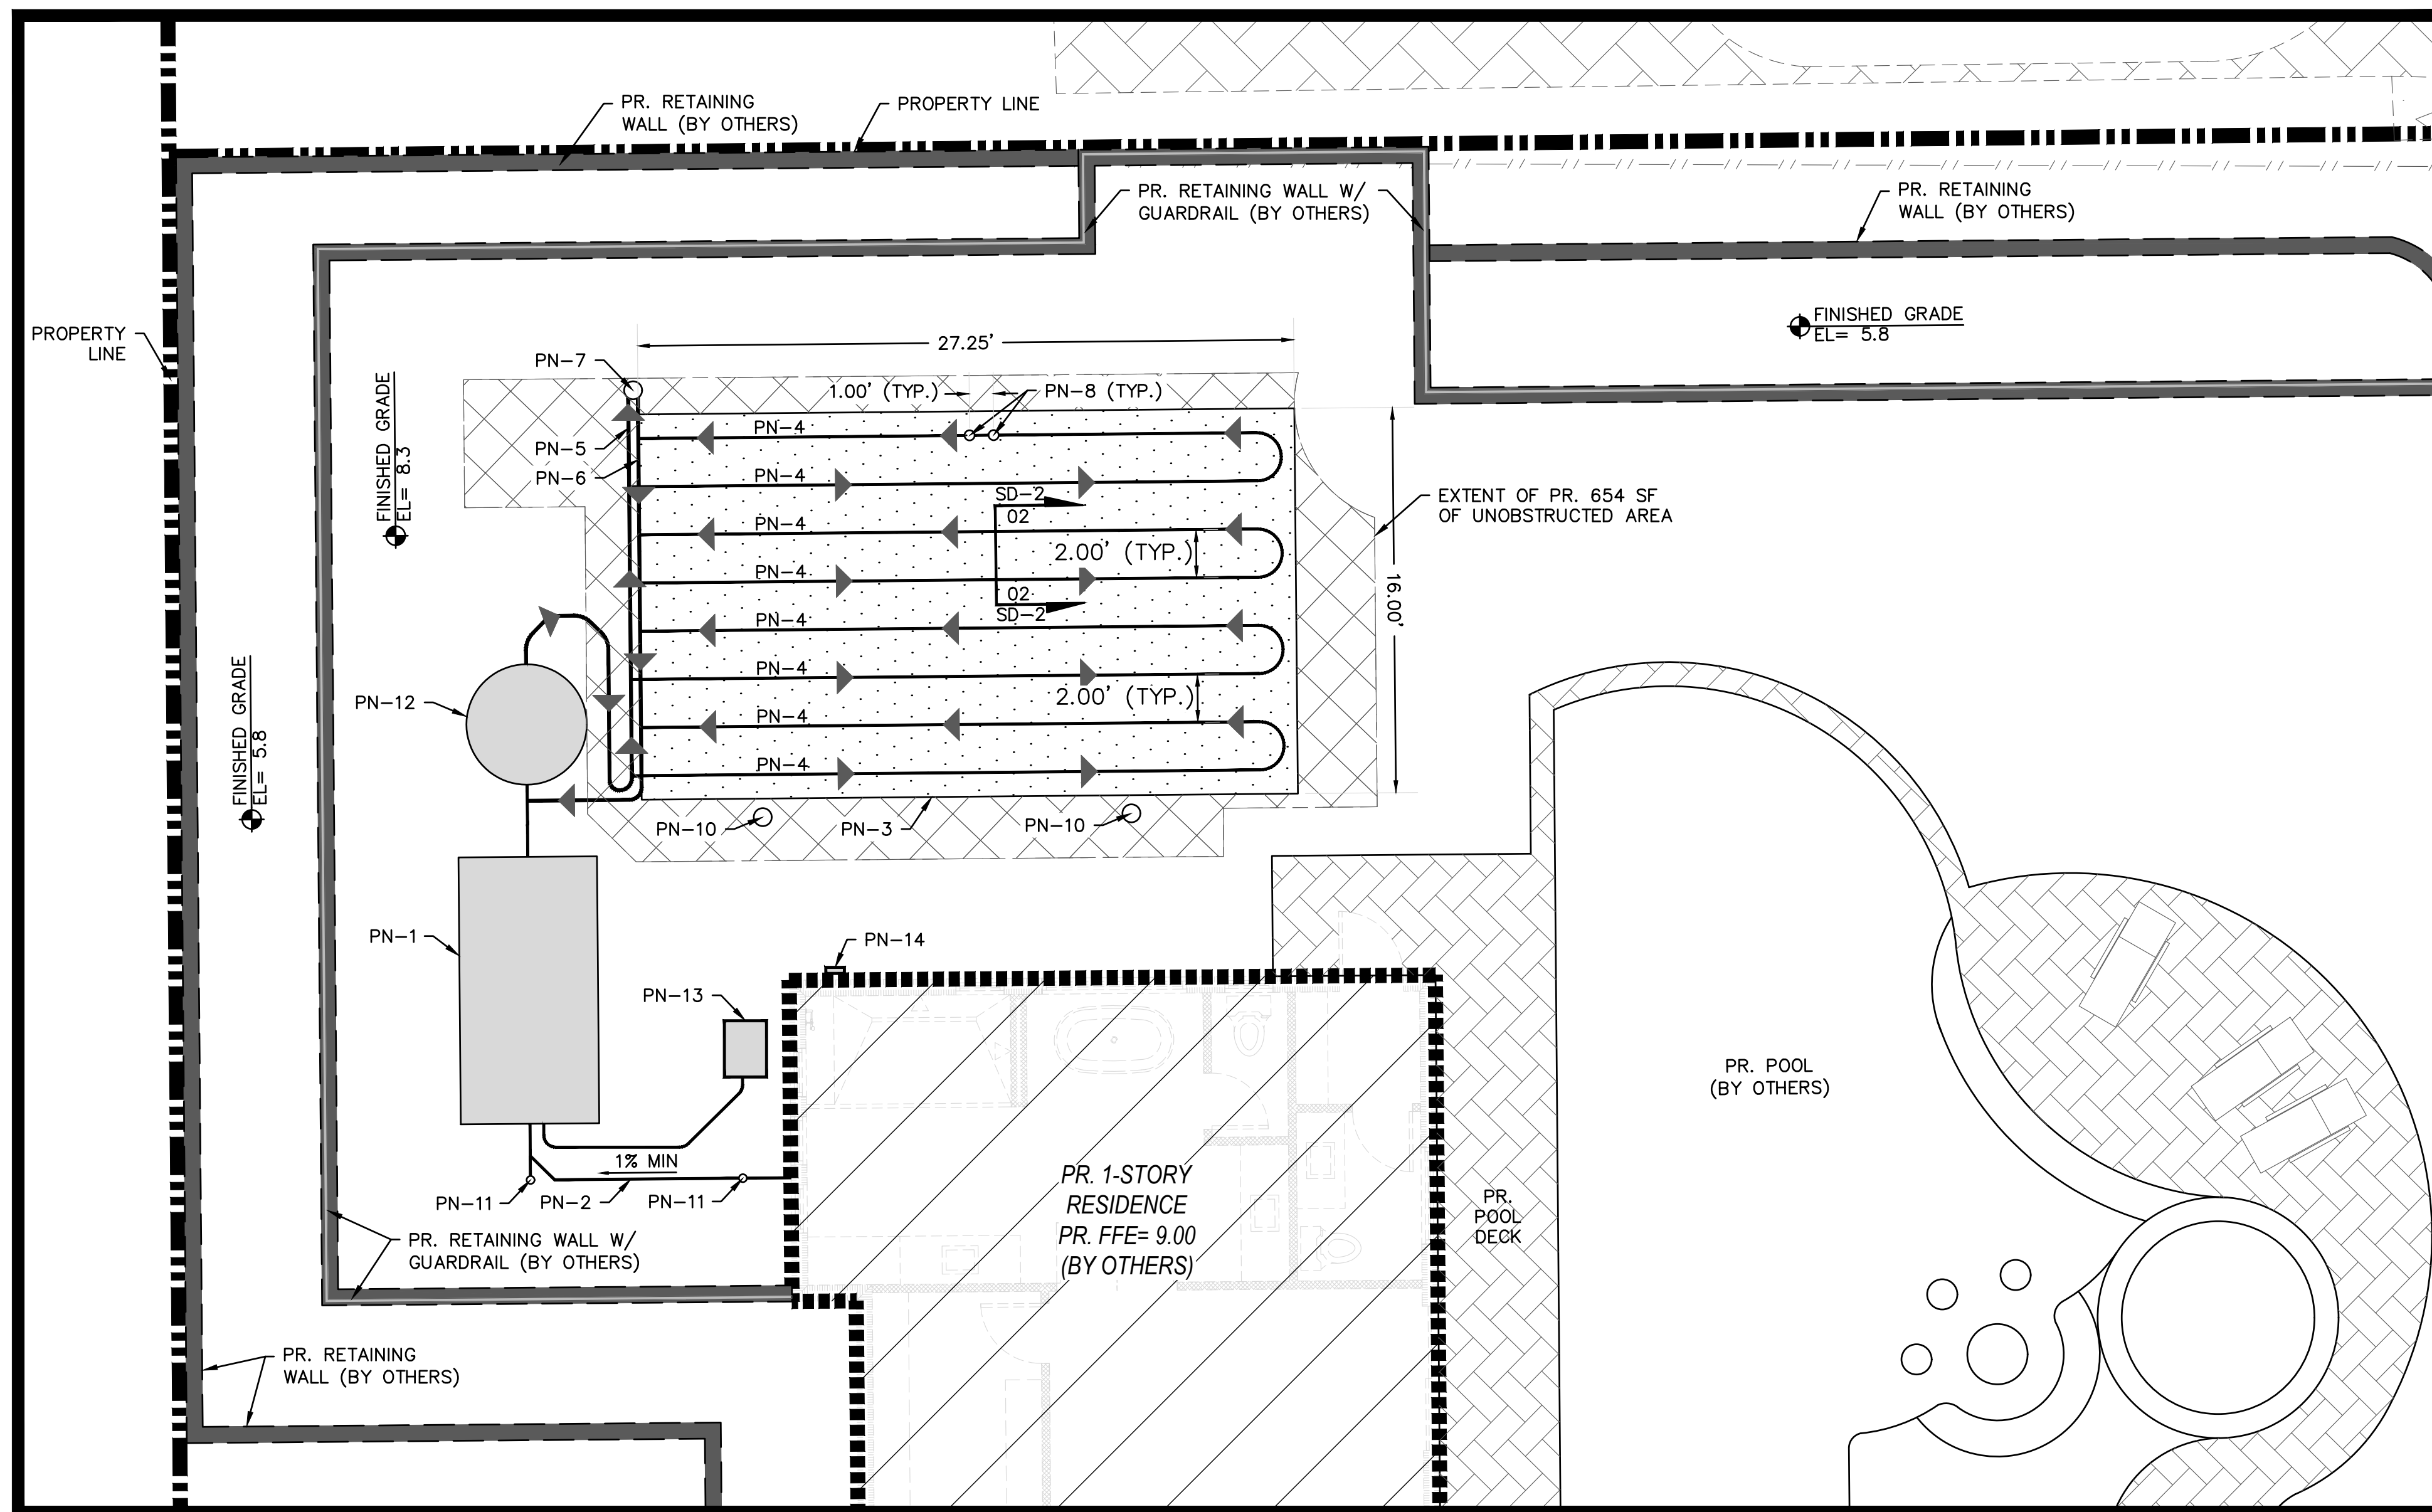 PR. RETAINING
WALL (BY OTHERS)
PROPERTY LINE
PR. RETAINING WALL W/
GUARDRAIL (BY OTHERS)
PR. RETAINING
WALL (BY OTHERS)
FINISHED GRADE
EL= 5.8
PROPERTY
LINE
27.25'
PN-7
1.00' (TYP.)
PN-8 (TYP.)
FINISHED GRADE
EL= 8.3
PN-5
PN-6
PN-4
PN-4
PN-4
PN-4
PN-4
PN-4
PN-4
PN-4
SD-2
02
02
SD-2
2.00' (TYP.)
2.00' (TYP.)
16.00'
EXTENT OF PR. 654 SF
OF UNOBSTRUCTED AREA
FINISHED GRADE
EL= 5.8
PN-12
PN-10
PN-3
PN-10
PN-1
PN-14
PN-13
1% MIN
PN-11
PN-2
PN-11
PR. RETAINING WALL W/
GUARDRAIL (BY OTHERS)
PR. 1-STORY
RESIDENCE
PR. FFE= 9.00
(BY OTHERS)
PR.
POOL
DECK
PR. POOL
(BY OTHERS)
PR. RETAINING
WALL (BY OTHERS)